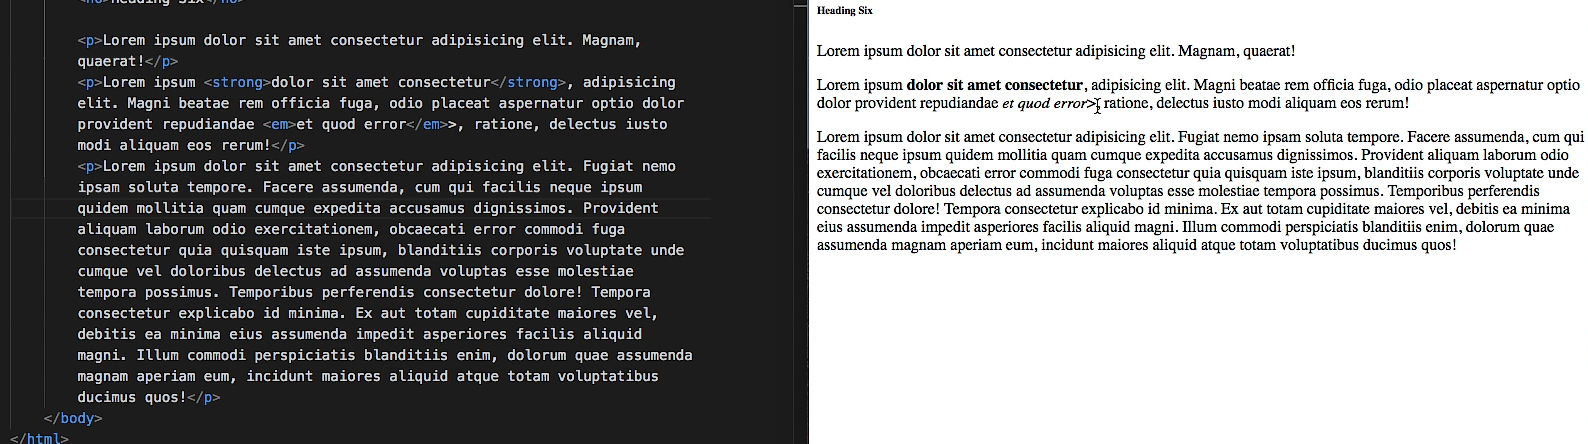 <h6>Heading Six</h6>
<p>Lorem ipsum dolor sit amet consectetur adipisicing elit. Magnam,
quaerat!</p>
<p>Lorem ipsum <strong>dolor sit amet consectetur</strong>, adipisicing
elit. Magni beatae rem officia fuga, odio placeat aspernatur optio dolor
provident repudiandae <em>et quod error</em>>, ratione, delectus iusto
modi aliquam eos rerum!</p>
<p>Lorem ipsum dolor sit amet consectetur adipisicing elit. Fugiat nemo
ipsam soluta tempore. Facere assumenda, cum qui facilis neque ipsum
quidem mollitia quam cumque expedita accusamus dignissimos. Provident
aliquam laborum odio exercitationem, obcaecati error commodi fuga
consectetur quia quisquam iste ipsum, blanditiis corporis voluptate unde
cumque vel doloribus delectus ad assumenda voluptas esse molestiae
tempora possimus. Temporibus perferendis consectetur dolore! Tempora
consectetur explicabo id minima. Ex aut totam cupiditate maiores vel,
debitis ea minima eius assumenda impedit asperiores facilis aliquid
magni. Illum commodi perspiciatis blanditiis enim, dolorum quae assumenda
magnam aperiam eum, incidunt maiores aliquid atque totam voluptatibus
ducimus quos!</p>
</body>
</html>
Heading Six
Lorem ipsum dolor sit amet consectetur adipisicing elit. Magnam, quaerat!
Lorem ipsum dolor sit amet consectetur, adipisicing elit. Magni beatae rem officia fuga, odio placeat aspernatur optio
dolor provident repudiandae et quod error>, ratione, delectus iusto modi aliquam eos rerum!
Lorem ipsum dolor sit amet consectetur adipisicing elit. Fugiat nemo ipsam soluta tempore. Facere assumenda, cum qui
facilis neque ipsum quidem mollitia quam cumque expedita accusamus dignissimos. Provident aliquam laborum odio
exercitationem, obcaecati error commodi fuga consectetur quia quisquam iste ipsum, blanditiis corporis voluptate unde
cumque vel doloribus delectus ad assumenda voluptas esse molestiae tempora possimus. Temporibus perferendis
consectetur dolore! Tempora consectetur explicabo id minima. Ex aut totam cupiditate maiores vel, debitis ea minima
eius assumenda impedit asperiores facilis aliquid magni. Illum commodi perspiciatis blanditiis enim, dolorum quae
assumenda magnam aperiam eum, incidunt maiores aliquid atque totam voluptatibus ducimus quos!